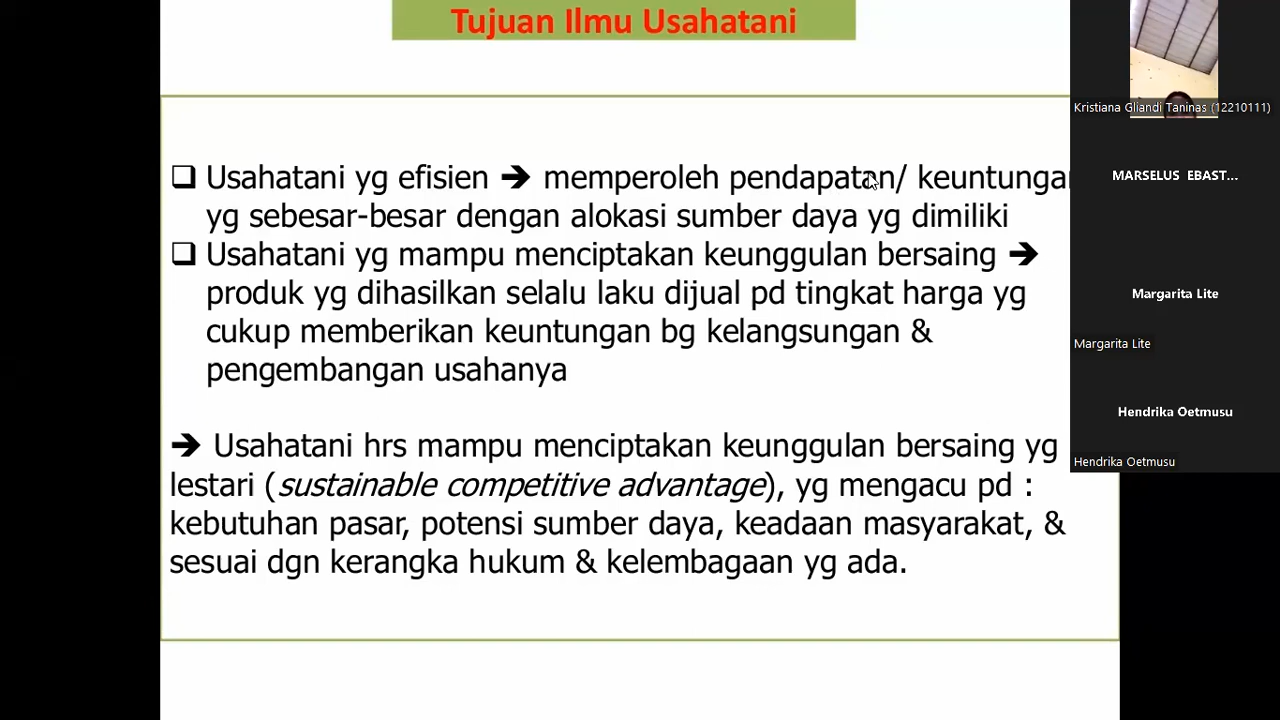 Tujuan Ilmu Usahatani
❑ Usahatani yg efisien ➔ memperoleh pendapatan/
yg sebesar-besar dengan alokasi sumber daya yg dimiliki
❑ Usahatani yg mampu menciptakan keunggulan bersaing ➔
produk yg dihasilkan selalu laku dijual pd tingkat harga yg
cukup memberikan keuntungan bg kelangsungan &
pengembangan usahanya
➔ Usahatani hrs mampu menciptakan keunggulan bersaing yg
lestari (sustainable competitive advantage), yg mengacu pd :
kebutuhan pasar, potensi sumber daya, keadaan masyarakat, &
sesuai dgn kerangka hukum & kelembagaan yg ada.
Kristiana Gliandi Taninas (12210111)
MARSELUS EBAST...
Margarita Lite
Margarita Lite
Hendrika Oetmusu
Hendrika Oetmusu